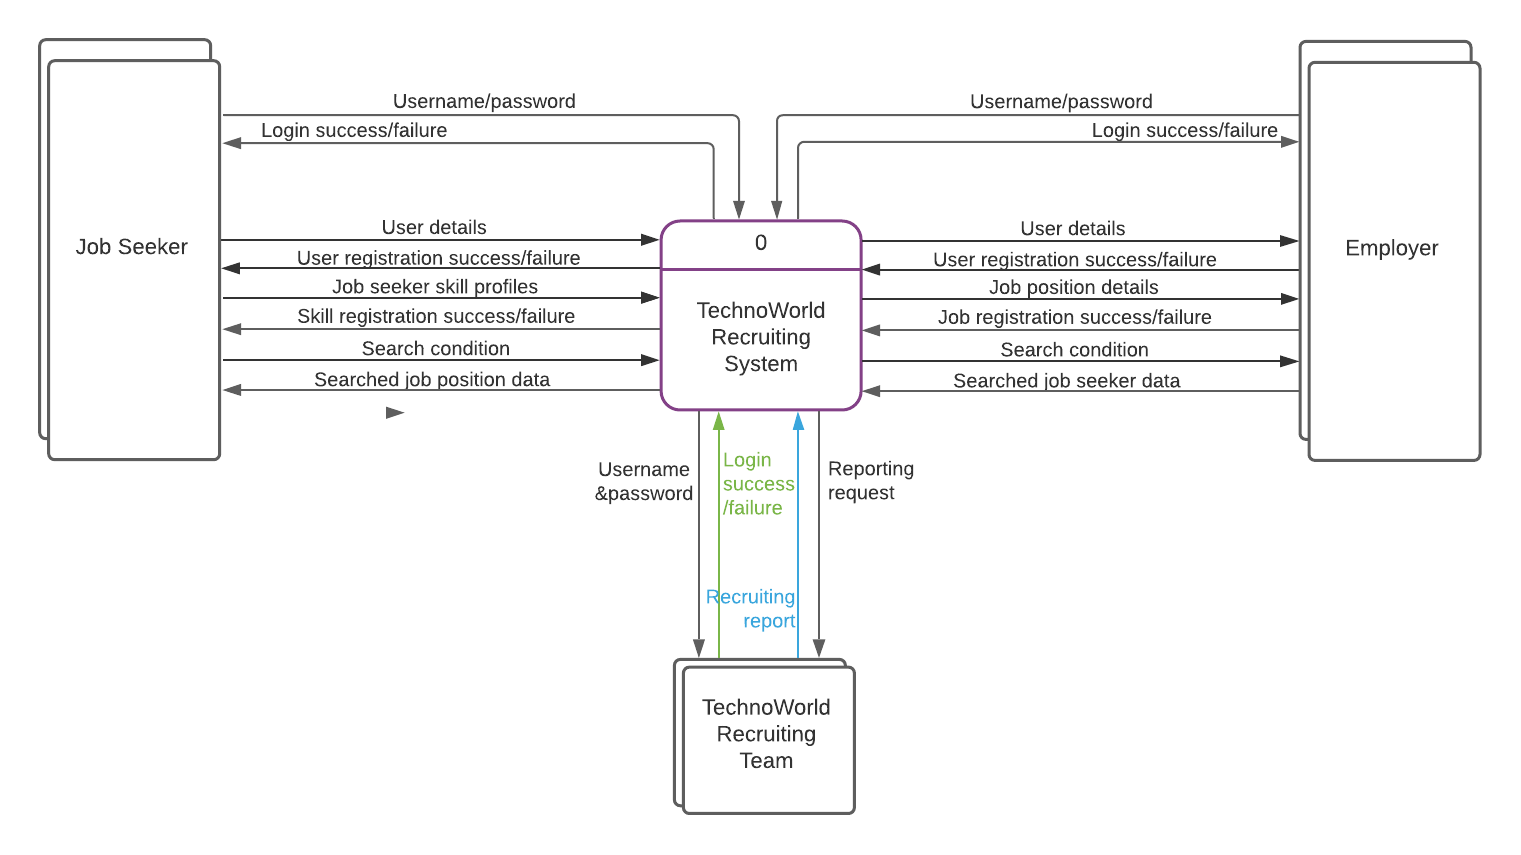 Username/password
Login success/failure
Username/password
Login success/failure
Job Seeker
User details
User registration success/failure
Job seeker skill profiles
Skill registration success/failure
Search condition
Searched job position data
0
TechnoWorld
Recruiting
System
User details
User registration success/failure
Job position details
Job registration success/failure
Search condition
Searched job seeker data
Employer
Username
&password
Login
success
/failure
Reporting
request
Recruiting
report
TechnoWorld
Recruiting
Team